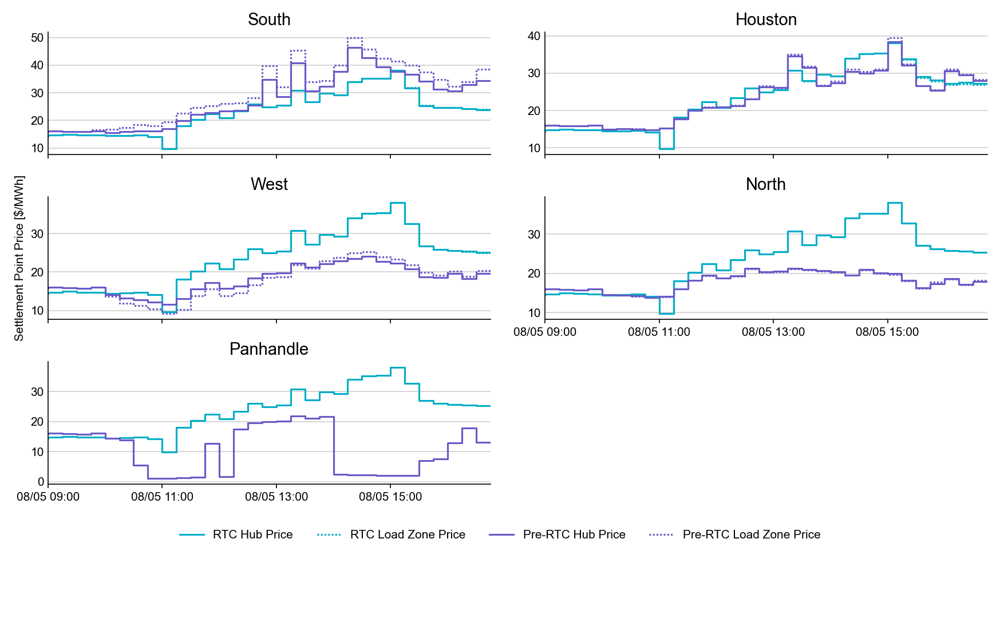 South
50
40
30
20
10
Houston
40
30
20
10
Settlement Point Price [$/MWh]
West
30
20
10
North
30
20
10
08/05 09:00 08/05 11:00 08/05 13:00 08/05 15:00
Panhandle
30
20
10
0
08/05 09:00 08/05 11:00 08/05 13:00 08/05 15:00
RTC Hub Price RTC Load Zone Price Pre-RTC Hub Price Pre-RTC Load Zone Price